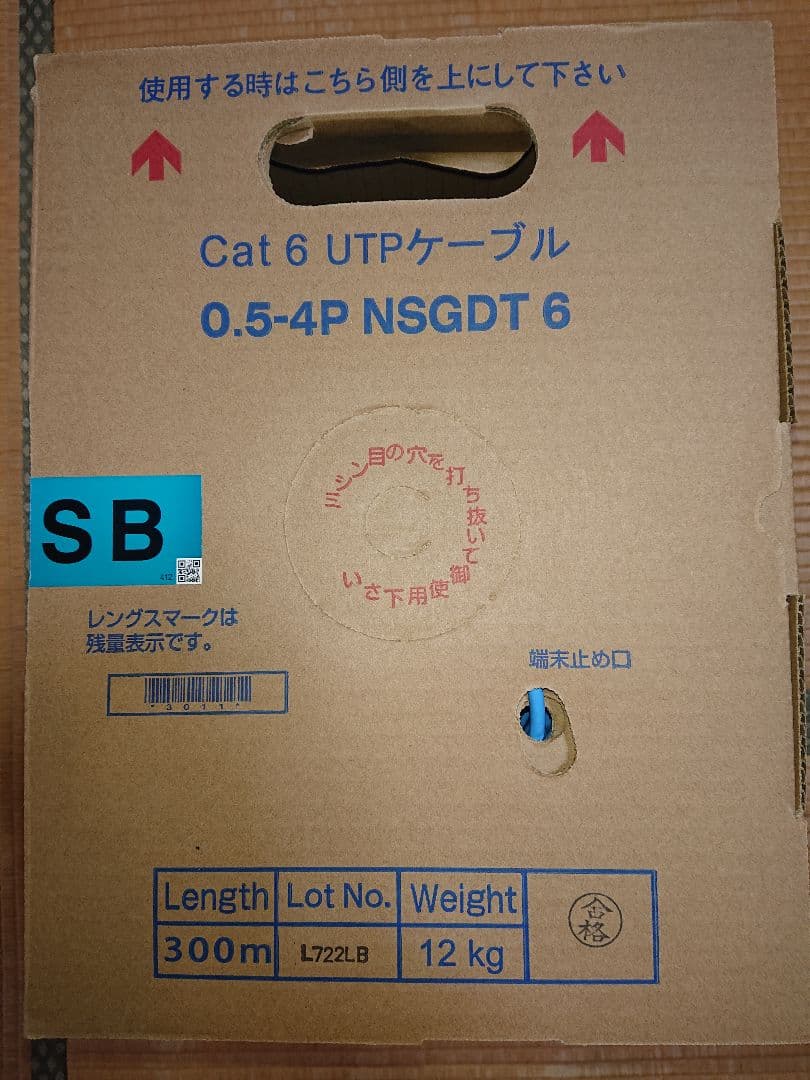 使用する時はこちら側を上にして下さい
Cat 6 UTPケーブル
0.5-4P NSGDT 6
ミシン目の穴を打ち抜いて御使用下さい
SB
412
レングスマークは
残量表示です。
端末止め口
*3011*
Length Lot No. Weight
300m L722LB 12 kg
合格